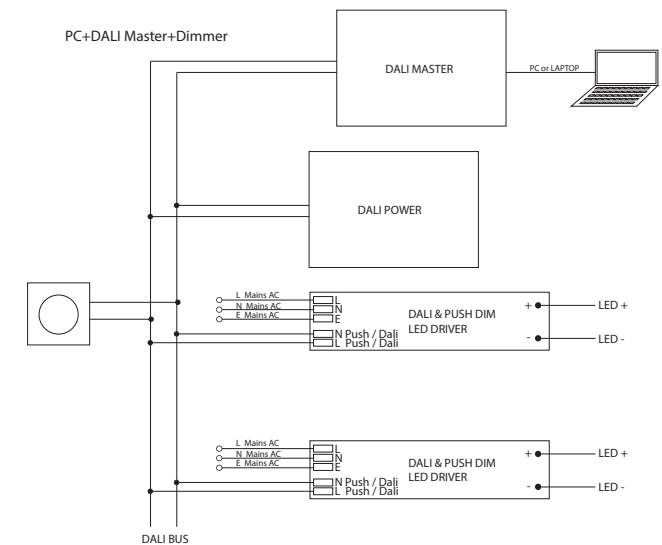 PC+DALI Master+Dimmer
DALI MASTER
PC or LAPTOP
DALI POWER
L Mains AC
N Mains AC
E Mains AC
L
N
E
N Push / Dali
L Push / Dali
DALI & PUSH DIM
LED DRIVER
+
-
LED +
LED -
L Mains AC
N Mains AC
E Mains AC
L
N
E
N Push / Dali
L Push / Dali
DALI & PUSH DIM
LED DRIVER
+
-
LED +
LED -
DALI BUS